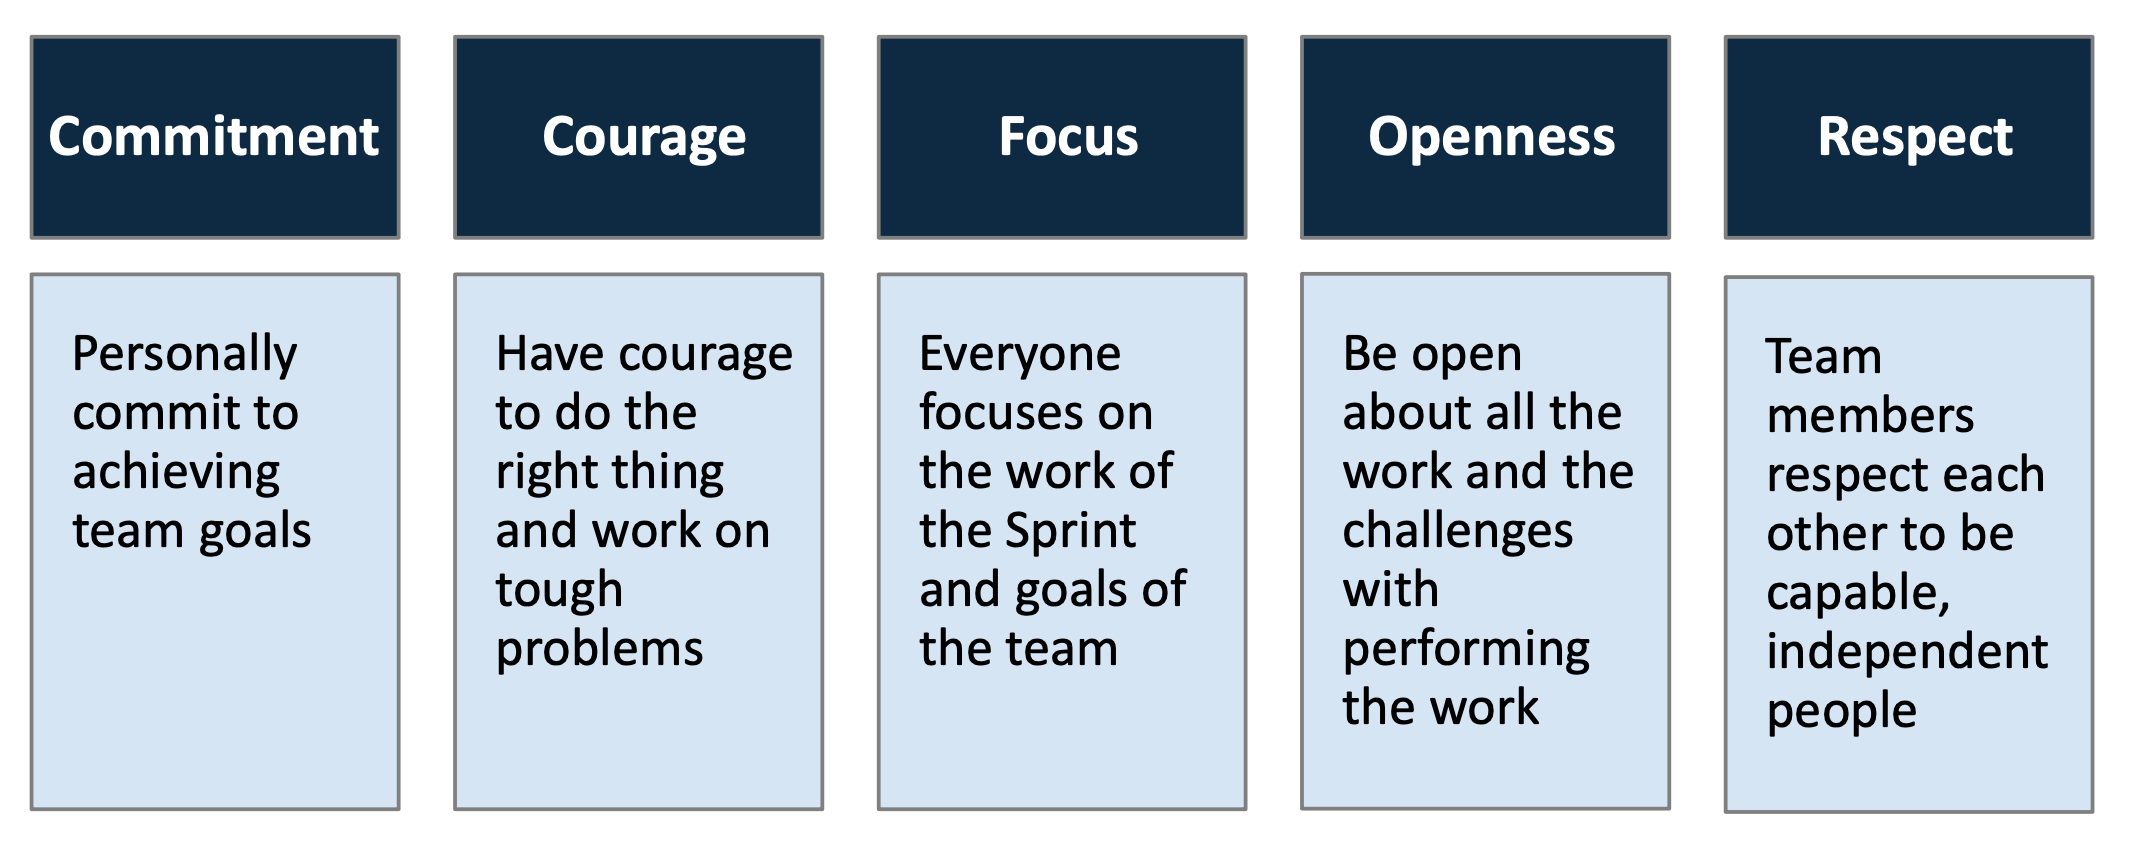 Commitment
Personally
commit to
achieving
team goals
Courage
Have courage
to do the
right thing
and work on
tough
problems
Focus
Everyone
focuses on
the work of
the Sprint
and goals of
the team
Openness
Be open
about all the
work and the
challenges
with
performing
the work
Respect
Team
members
respect each
other to be
capable,
independent
people